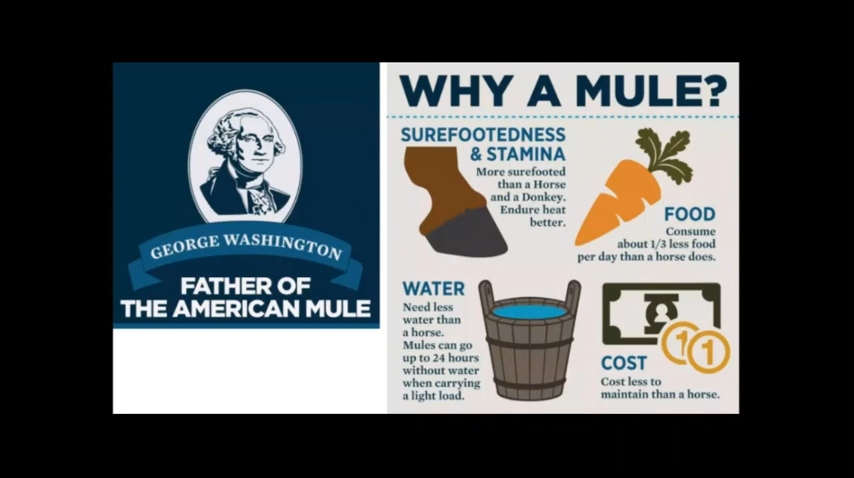 GEORGE WASHINGTON
FATHER OF
THE AMERICAN MULE
WHY A MULE?
SUREFOOTEDNESS
& STAMINA
More surefooted
than a Horse
and a Donkey.
Endure heat
better.
FOOD
Consume
about 1/3 less food
per day than a horse does.
WATER
Need less
water than
a horse.
Mules can go
up to 24 hours
without water
when carrying
a light load.
1
1
COST
Cost less to
maintain than a horse.